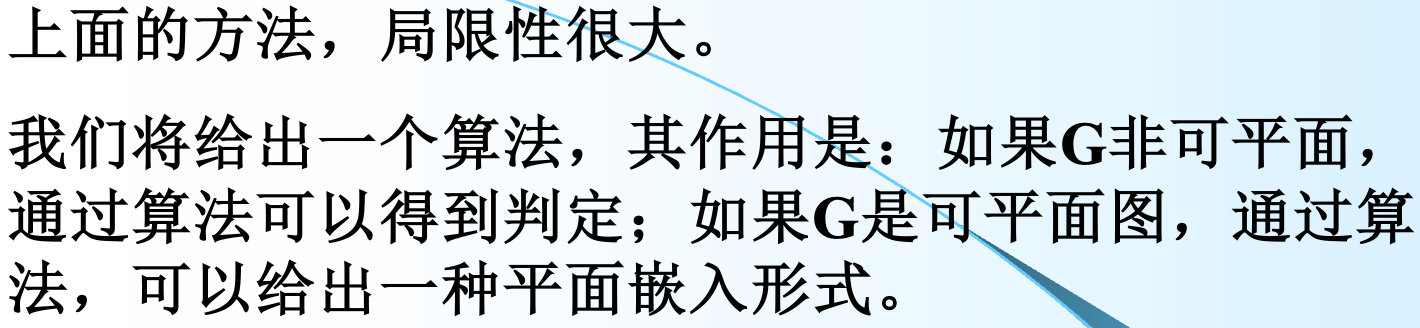 上面的方法，局限性很大。
我们将给出一个算法，其作用是：如果G非可平面，
通过算法可以得到判定；如果G是可平面图，通过算
法，可以给出一种平面嵌入形式。